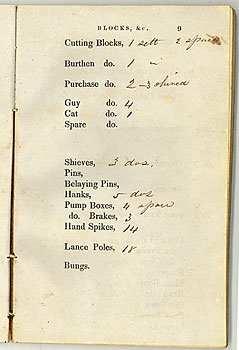 BLOCKS, &c. 9
Cutting Blocks, 1 sett 2 spare
Burthen do. 1 "
Purchase do. 2 - 3 shived
Guy do. 4
Cat do. 1
Spare do.
Shieves, 3 dos.
Pins,
Belaying Pins,
Hanks, 5 dos
Pump Boxes, 4 spare
do. Brakes, 3
Hand Spikes, 14
Lance Poles, 18
Bungs.